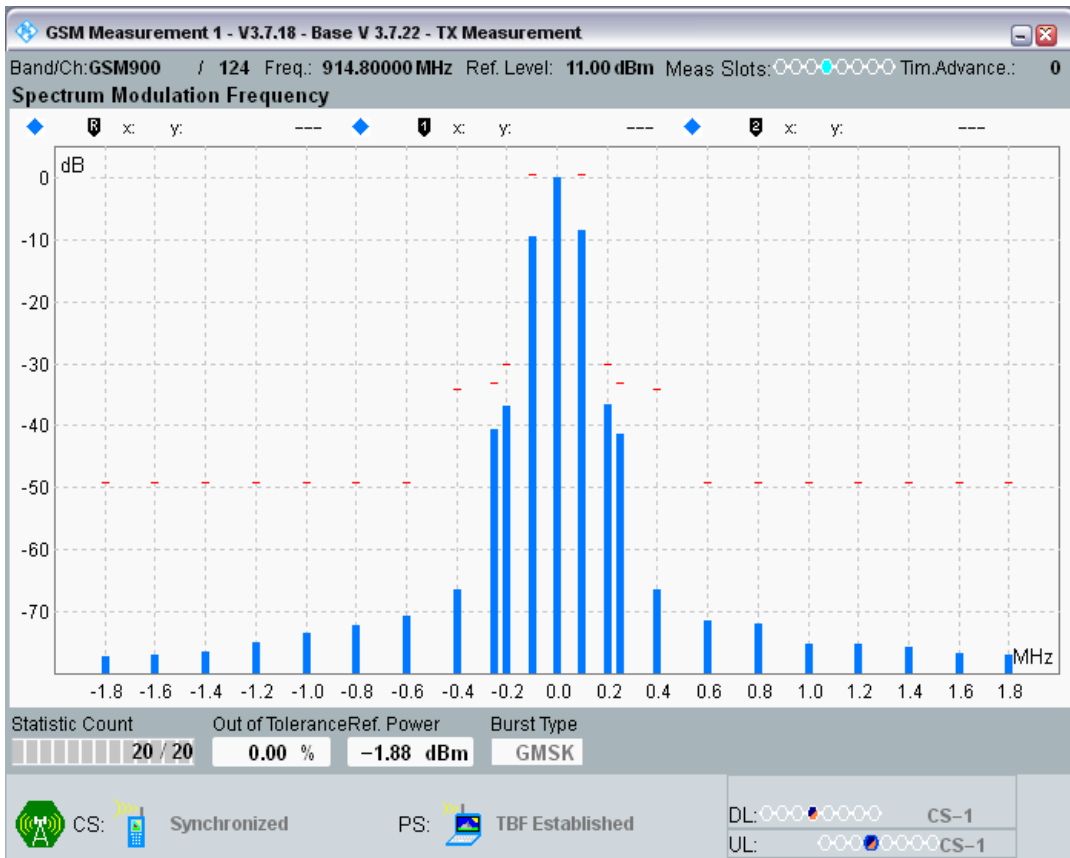 GSM Measurement 1 - V3.7.18 - Base V 3.7.22 - TX Measurement
Band/Ch:GSM900 / 124 Freq.: 914.80000 MHz Ref. Level: 11.00 dBm Meas Slots: Tim.Advance.: 0
Spectrum Modulation Frequency
R x: y: --- 1 x: y: --- 2 x: y: ---
dB
0
-10
-20
-30
-40
-50
-60
-70
MHz
-1.8 -1.6 -1.4 -1.2 -1.0 -0.8 -0.6 -0.4 -0.2 0.0 0.2 0.4 0.6 0.8 1.0 1.2 1.4 1.6 1.8
Statistic Count Out of Tolerance Ref. Power Burst Type
20 / 20 0.00 % −1.88 dBm GMSK
CS: Synchronized PS: TBF Established
DL: CS−1
UL: CS−1